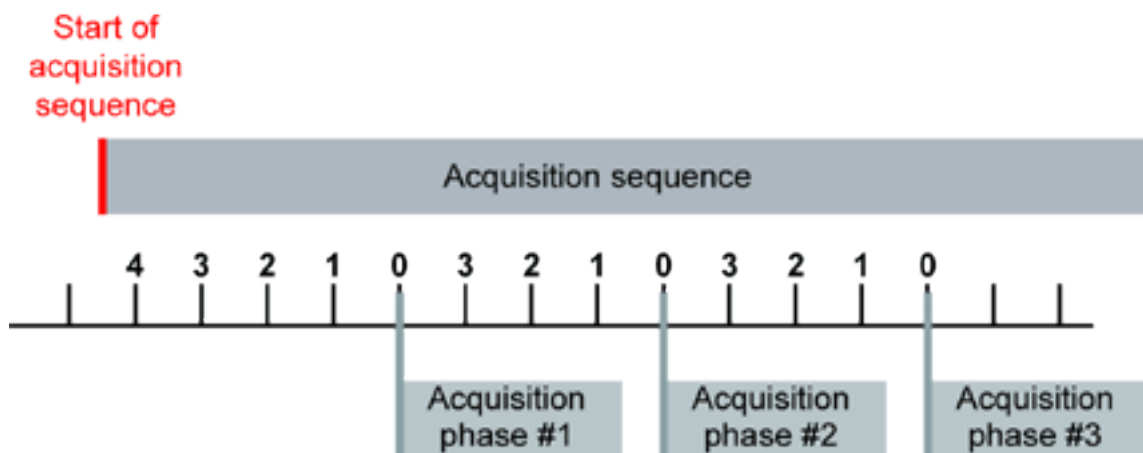 Start of
acquisition
sequence
Acquisition sequence
4 3 2 1 0 3 2 1 0 3 2 1 0
Acquisition
phase #1
Acquisition
phase #2
Acquisition
phase #3